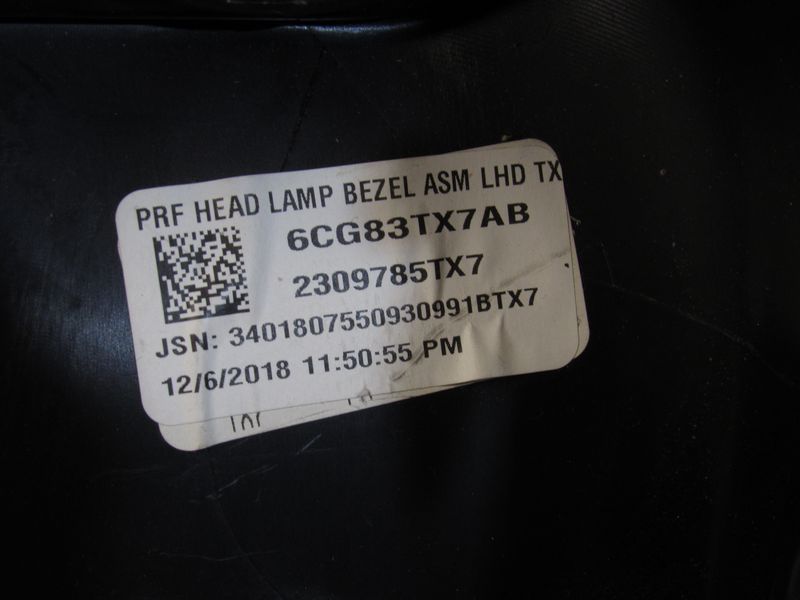 PRF HEAD LAMP BEZEL ASM LHD TX
6CG83TX7AB
2309785TX7
JSN: 3401807550930991BTX7
12/6/2018 11:50:55 PM